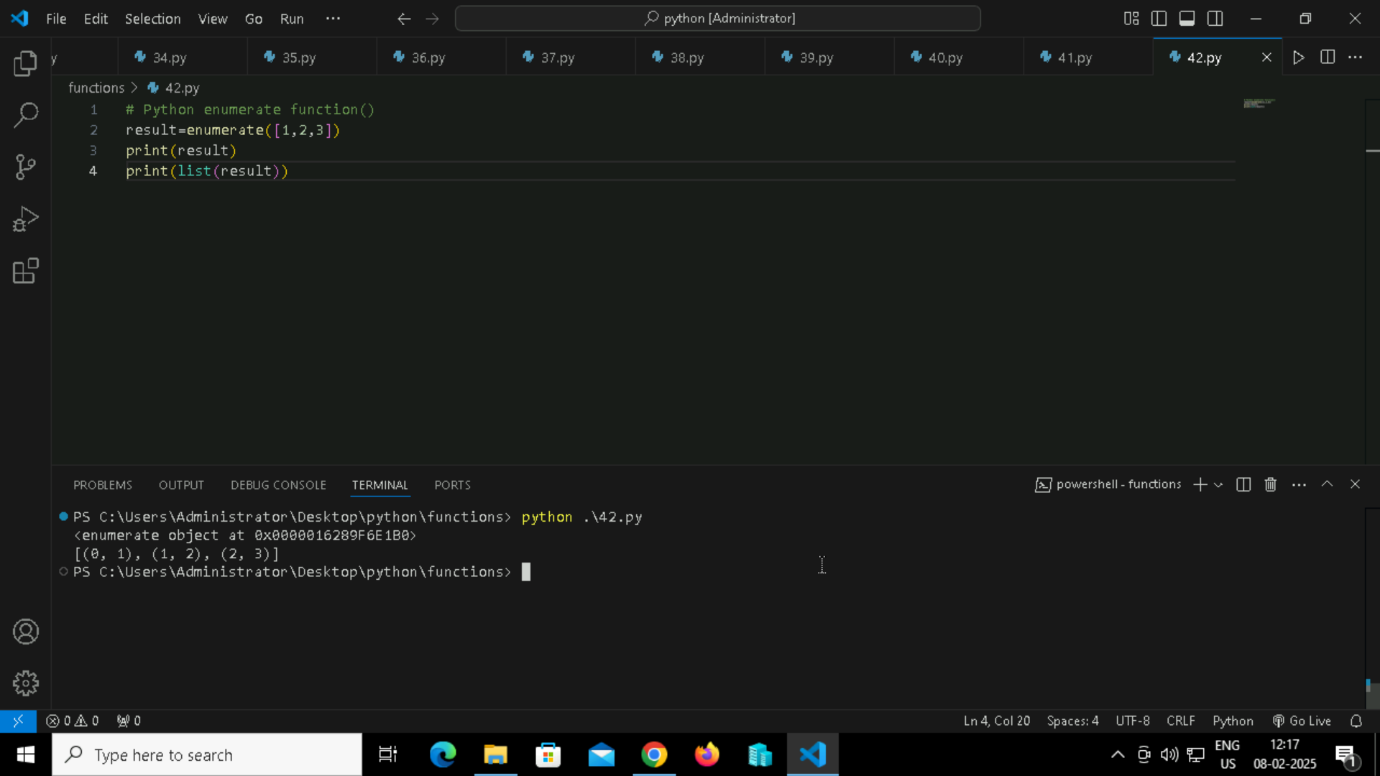 File Edit Selection View Go Run ··· python [Administrator]
y 34.py 35.py 36.py 37.py 38.py 39.py 40.py 41.py 42.py
functions > 42.py
1 # Python enumerate function()
2 result=enumerate([1,2,3])
3 print(result)
4 print(list(result))
PROBLEMS OUTPUT DEBUG CONSOLE TERMINAL PORTS powershell - functions
PS C:\Users\Administrator\Desktop\python\functions> python .\42.py
<enumerate object at 0x0000016289F6E1B0>
[(0, 1), (1, 2), (2, 3)]
PS C:\Users\Administrator\Desktop\python\functions>
0 0 0 Ln 4, Col 20 Spaces: 4 UTF-8 CRLF Python Go Live
Type here to search ENG US 12:17 08-02-2025 1